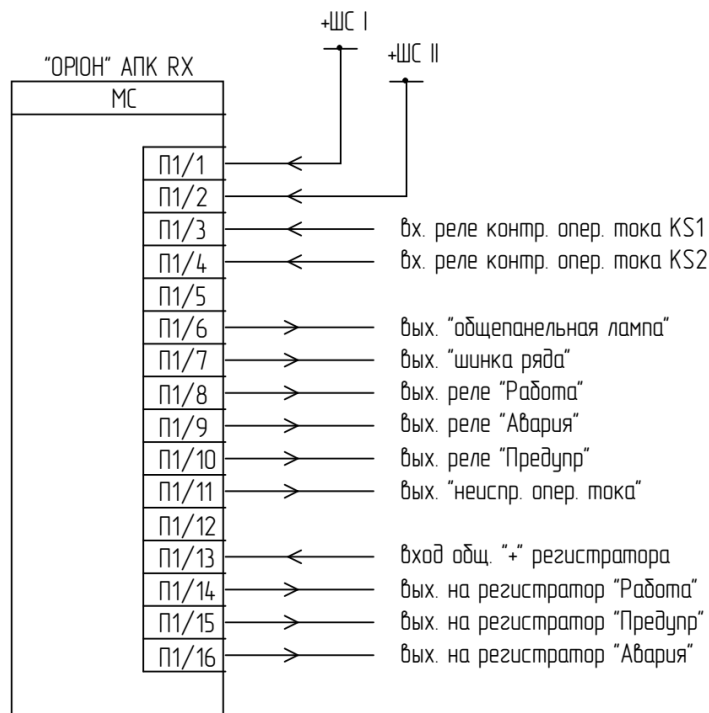 +ШС I
+ШС II
"ОРІОН" АПК RX
МС
П1/1
П1/2
П1/3 вх. реле контр. опер. тока KS1
П1/4 вх. реле контр. опер. тока KS2
П1/5
П1/6 вых. "общепанельная лампа"
П1/7 вых. "шинка ряда"
П1/8 вых. реле "Работа"
П1/9 вых. реле "Авария"
П1/10 вых. реле "Предупр"
П1/11 вых. "неиспр. опер. тока"
П1/12
П1/13 вход общ. "+" регистратора
П1/14 вых. на регистратор "Работа"
П1/15 вых. на регистратор "Предупр"
П1/16 вых. на регистратор "Авария"